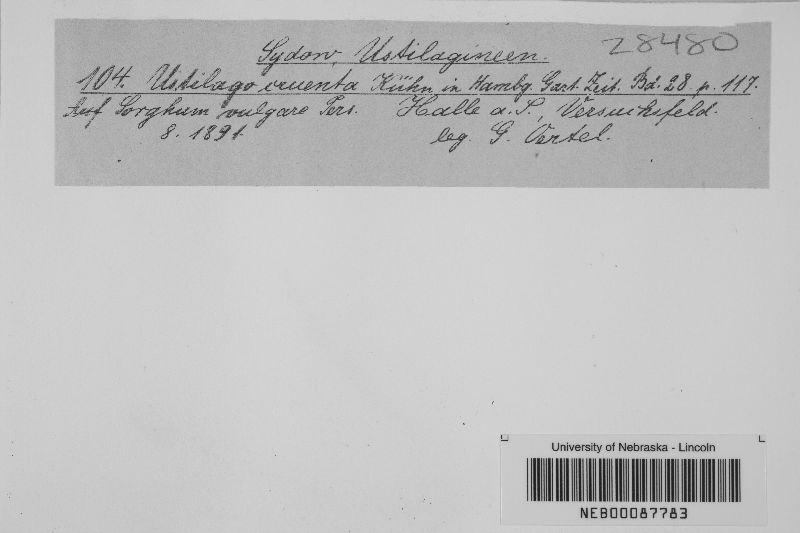 Sydow, Ustilagineen.
28480
104. Ustilago cruenta Kühn in Hambg. Gart. Zeit. Bd. 28. p. 117.
Auf Sorghum vulgare Pers. Halle a. S., Versuchsfeld.
8. 1891. leg. G. Oertel.
University of Nebraska - Lincoln
NEB00087783